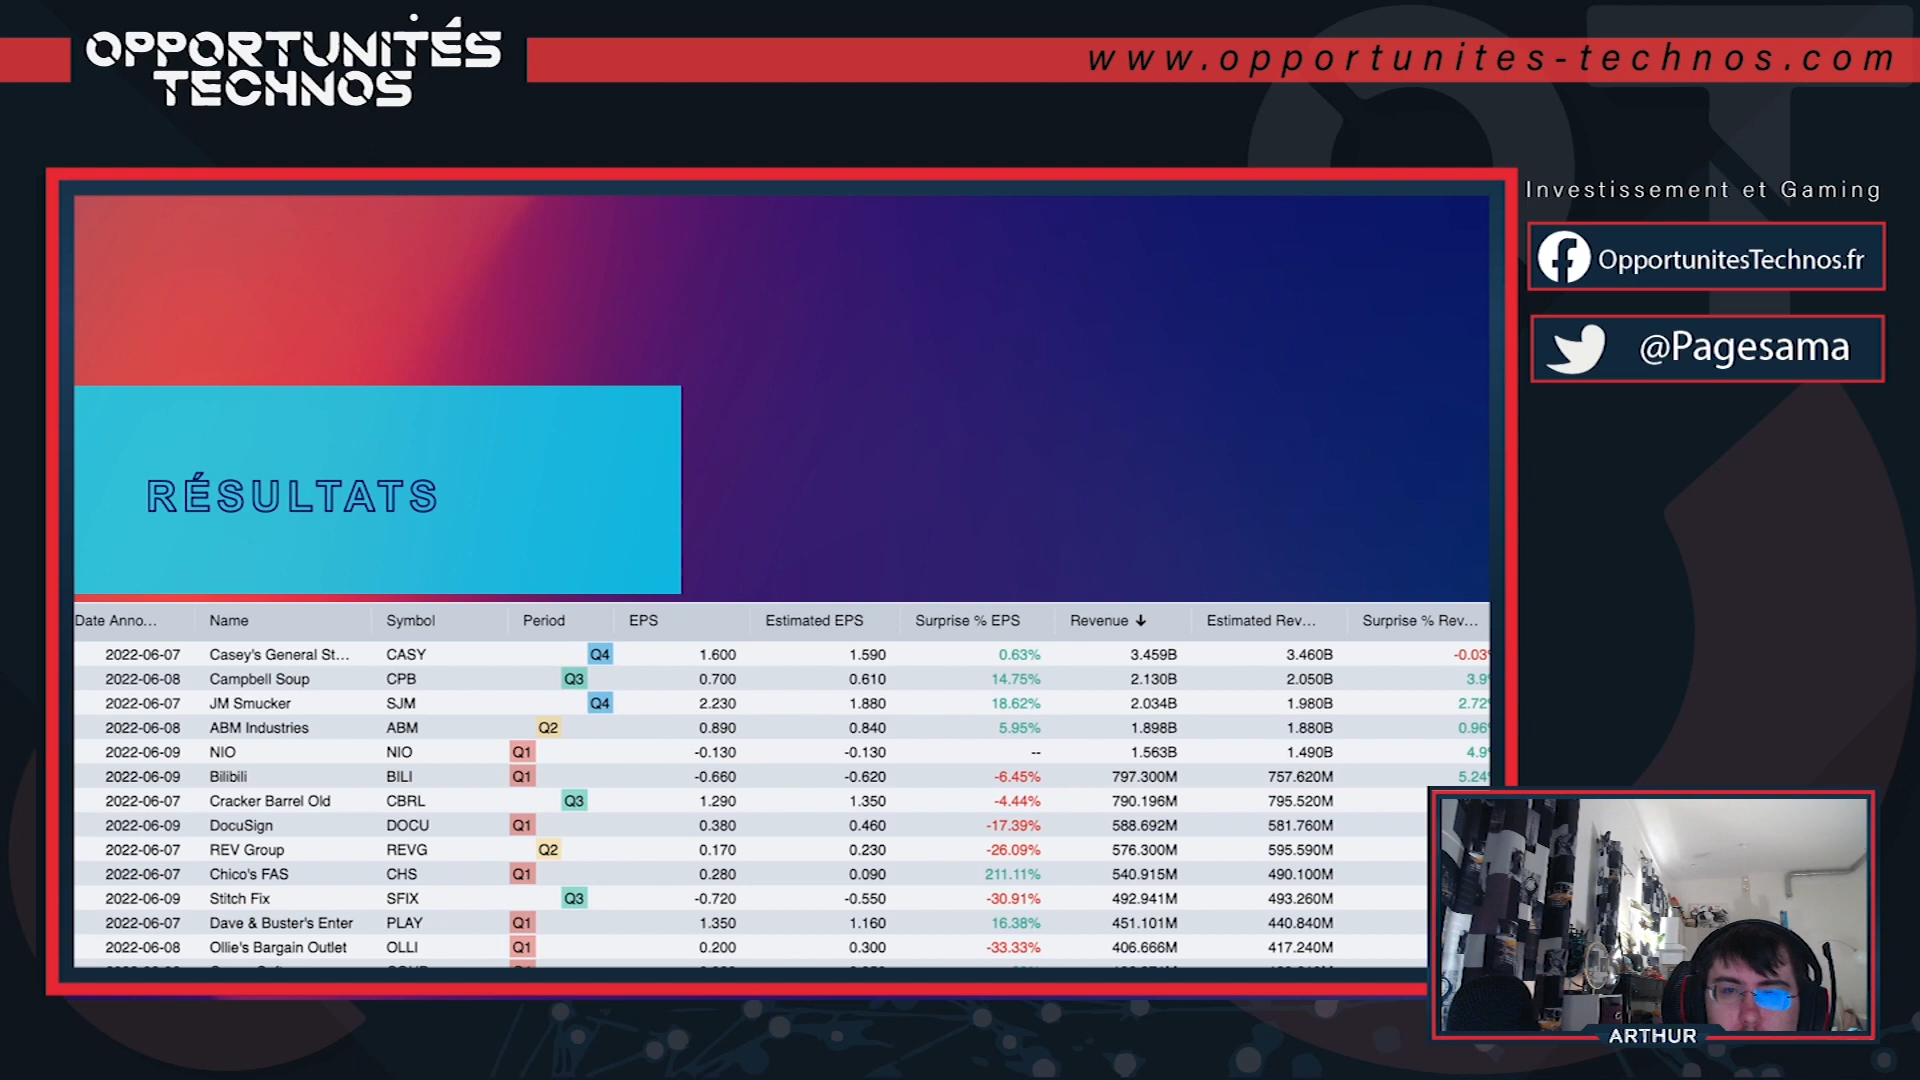 OPPORTUNITÉS
TECHNOS
www.opportunites-technos.com
Investissement et Gaming
OpportunitesTechnos.fr
@Pagesama
RÉSULTATS
Date Anno... Name Symbol Period EPS Estimated EPS Surprise % EPS Revenue ↓ Estimated Rev... Surprise % Rev...
2022-06-07 Casey's General St... CASY Q4 1.600 1.590 0.63% 3.459B 3.460B -0.03
2022-06-08 Campbell Soup CPB Q3 0.700 0.610 14.75% 2.130B 2.050B 3.9
2022-06-07 JM Smucker SJM Q4 2.230 1.880 18.62% 2.034B 1.980B 2.72
2022-06-08 ABM Industries ABM Q2 0.890 0.840 5.95% 1.898B 1.880B 0.96
2022-06-09 NIO NIO Q1 -0.130 -0.130 -- 1.563B 1.490B 4.9
2022-06-09 Bilibili BILI Q1 -0.660 -0.620 -6.45% 797.300M 757.620M 5.24
2022-06-07 Cracker Barrel Old CBRL Q3 1.290 1.350 -4.44% 790.196M 795.520M
2022-06-09 DocuSign DOCU Q1 0.380 0.460 -17.39% 588.692M 581.760M
2022-06-07 REV Group REVG Q2 0.170 0.230 -26.09% 576.300M 595.590M
2022-06-07 Chico's FAS CHS Q1 0.280 0.090 211.11% 540.915M 490.100M
2022-06-09 Stitch Fix SFIX Q3 -0.720 -0.550 -30.91% 492.941M 493.260M
2022-06-07 Dave & Buster's Enter PLAY Q1 1.350 1.160 16.38% 451.101M 440.840M
2022-06-08 Ollie's Bargain Outlet OLLI Q1 0.200 0.300 -33.33% 406.666M 417.240M
ARTHUR